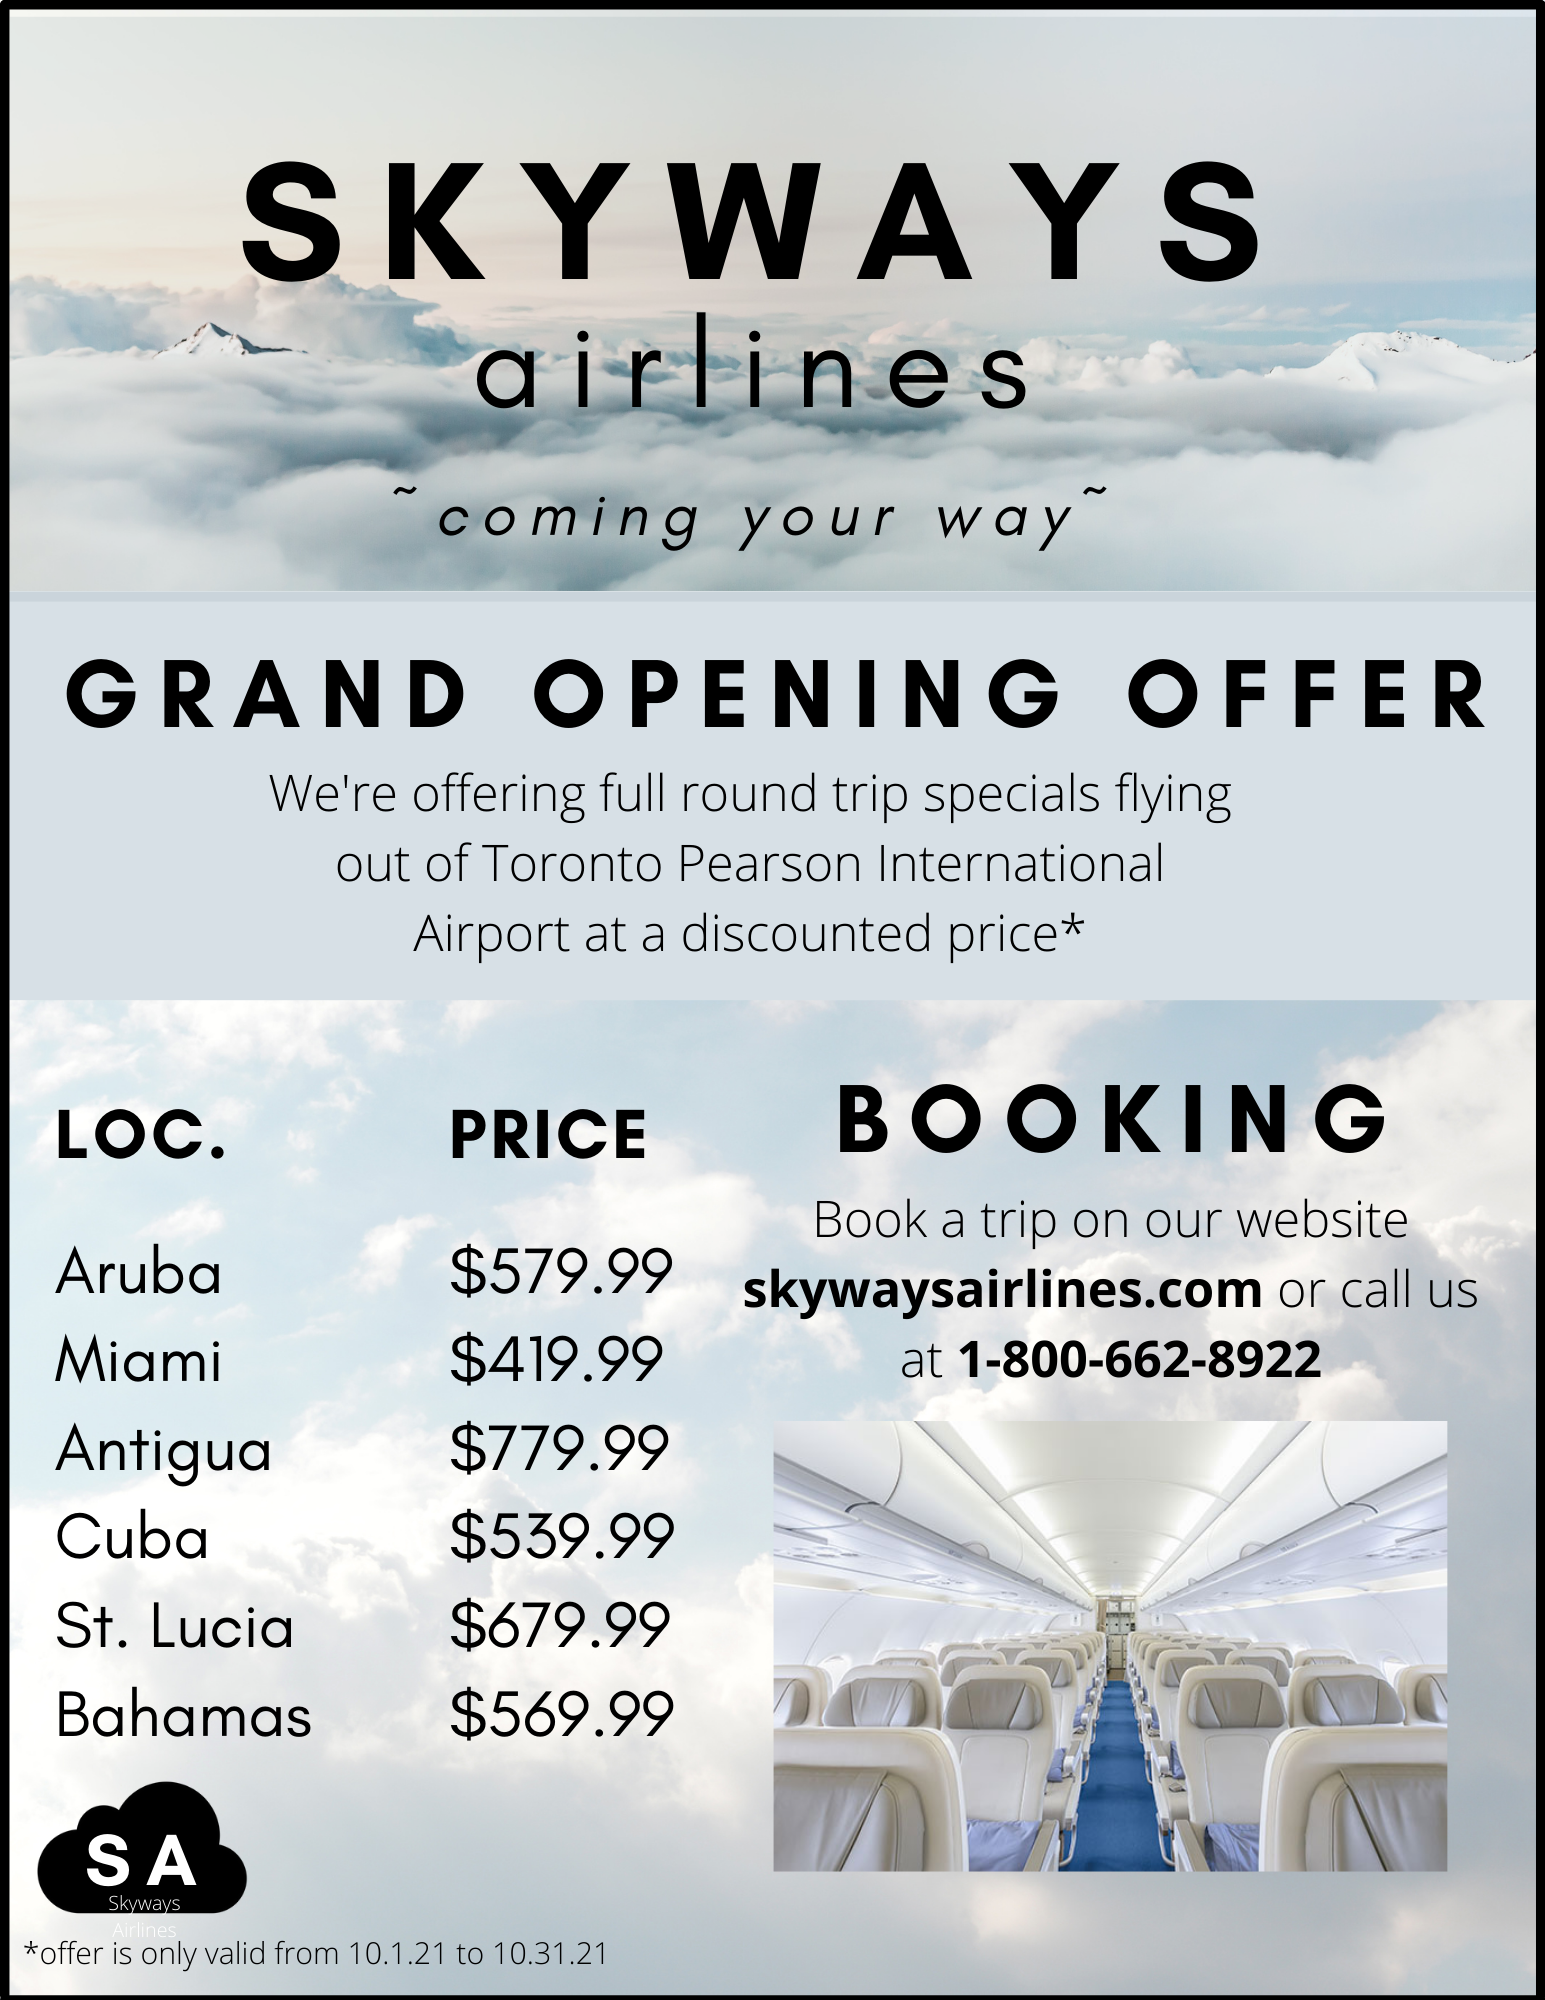 SKYWAYS
airlines
~coming your way~
GRAND OPENING OFFER
We're offering full round trip specials flying
out of Toronto Pearson International
Airport at a discounted price*
LOC. PRICE
Aruba $579.99
Miami $419.99
Antigua $779.99
Cuba $539.99
St. Lucia $679.99
Bahamas $569.99
BOOKING
Book a trip on our website
skywaysairlines.com or call us
at 1-800-662-8922
S A
Skyways
Airlines
*offer is only valid from 10.1.21 to 10.31.21